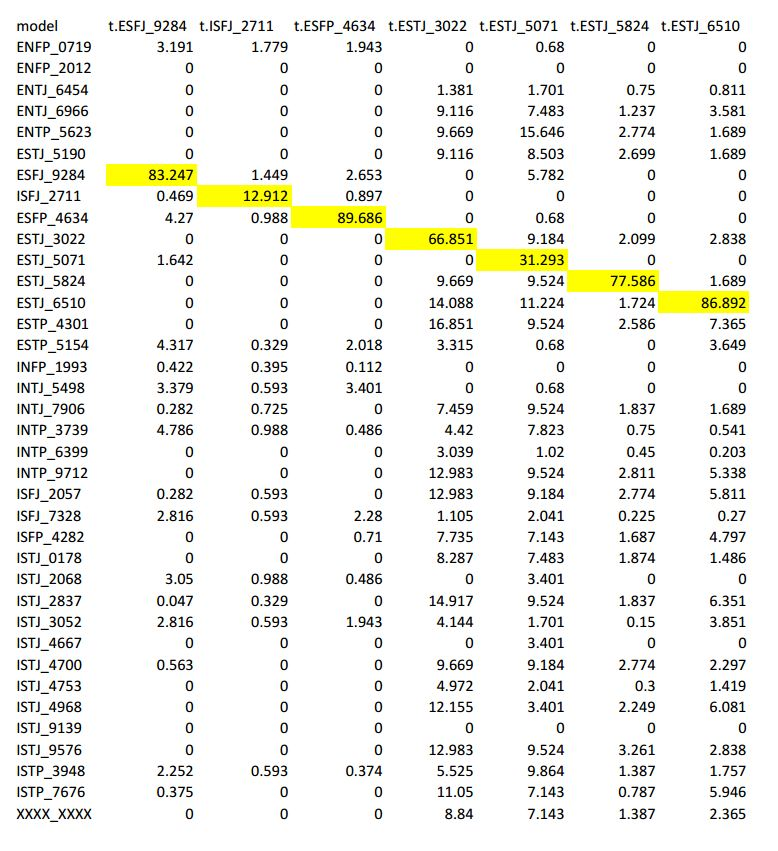 model t.ESFJ_9284 t.ISFJ_2711 t.ESFP_4634 t.ESTJ_3022 t.ESTJ_5071 t.ESTJ_5824 t.ESTJ_6510
ENFP_0719 3.191 1.779 1.943 0 0.68 0 0
ENFP_2012 0 0 0 0 0 0 0
ENTJ_6454 0 0 0 1.381 1.701 0.75 0.811
ENTJ_6966 0 0 0 9.116 7.483 1.237 3.581
ENTP_5623 0 0 0 9.669 15.646 2.774 1.689
ESTJ_5190 0 0 0 9.116 8.503 2.699 1.689
ESFJ_9284 83.247 1.449 2.653 0 5.782 0 0
ISFJ_2711 0.469 12.912 0.897 0 0 0 0
ESFP_4634 4.27 0.988 89.686 0 0.68 0 0
ESTJ_3022 0 0 0 66.851 9.184 2.099 2.838
ESTJ_5071 1.642 0 0 0 31.293 0 0
ESTJ_5824 0 0 0 9.669 9.524 77.586 1.689
ESTJ_6510 0 0 0 14.088 11.224 1.724 86.892
ESTP_4301 0 0 0 16.851 9.524 2.586 7.365
ESTP_5154 4.317 0.329 2.018 3.315 0.68 0 3.649
INFP_1993 0.422 0.395 0.112 0 0 0 0
INTJ_5498 3.379 0.593 3.401 0 0.68 0 0
INTJ_7906 0.282 0.725 0 7.459 9.524 1.837 1.689
INTP_3739 4.786 0.988 0.486 4.42 7.823 0.75 0.541
INTP_6399 0 0 0 3.039 1.02 0.45 0.203
INTP_9712 0 0 0 12.983 9.524 2.811 5.338
ISFJ_2057 0.282 0.593 0 12.983 9.184 2.774 5.811
ISFJ_7328 2.816 0.593 2.28 1.105 2.041 0.225 0.27
ISFP_4282 0 0 0.71 7.735 7.143 1.687 4.797
ISTJ_0178 0 0 0 8.287 7.483 1.874 1.486
ISTJ_2068 3.05 0.988 0.486 0 3.401 0 0
ISTJ_2837 0.047 0.329 0 14.917 9.524 1.837 6.351
ISTJ_3052 2.816 0.593 1.943 4.144 1.701 0.15 3.851
ISTJ_4667 0 0 0 0 3.401 0 0
ISTJ_4700 0.563 0 0 9.669 9.184 2.774 2.297
ISTJ_4753 0 0 0 4.972 2.041 0.3 1.419
ISTJ_4968 0 0 0 12.155 3.401 2.249 6.081
ISTJ_9139 0 0 0 0 0 0 0
ISTJ_9576 0 0 0 12.983 9.524 3.261 2.838
ISTP_3948 2.252 0.593 0.374 5.525 9.864 1.387 1.757
ISTP_7676 0.375 0 0 11.05 7.143 0.787 5.946
XXXX_XXXX 0 0 0 8.84 7.143 1.387 2.365